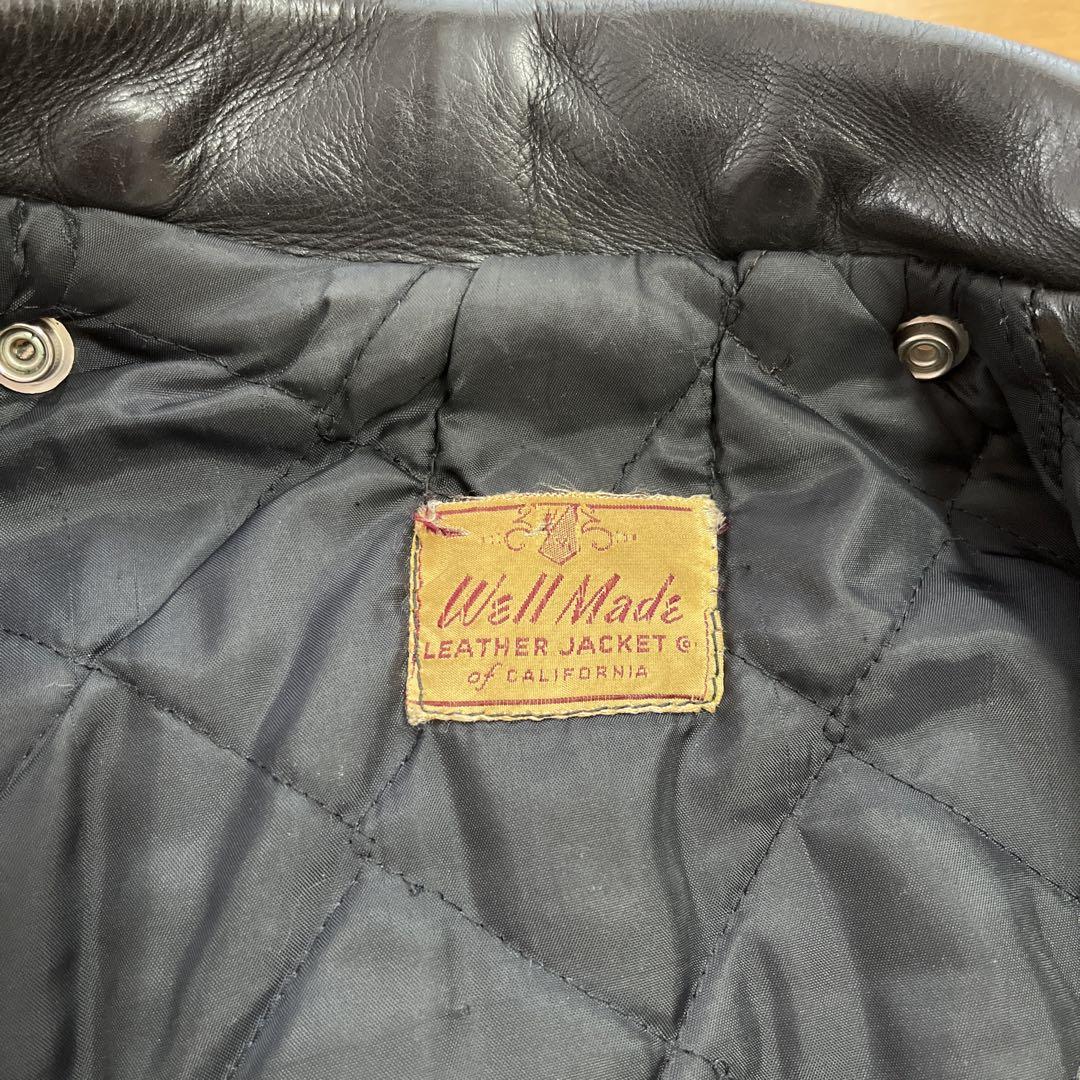 Well Made
LEATHER JACKET Co.
of CALIFORNIA